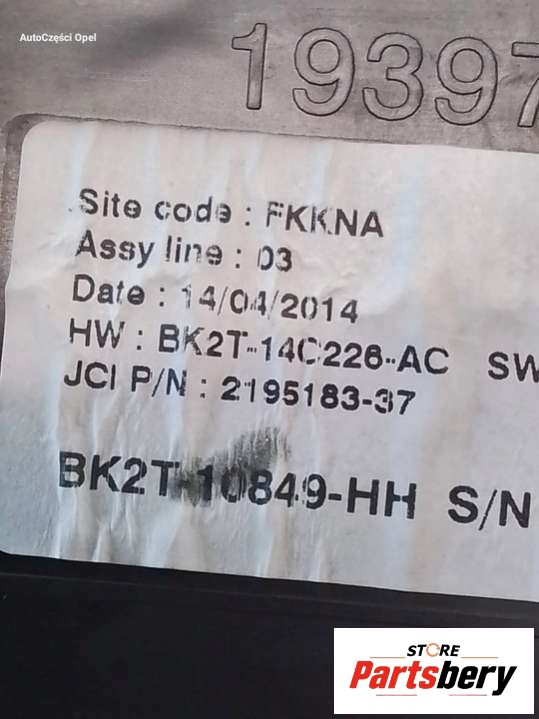 AutoCzęści Opel
19397
Site code : FKKNA
Assy line : 03
Date : 14/04/2014
HW : BK2T-14C226-AC SW
JCI P/N : 2195183-37
BK2T-10849-HH S/N
STORE
Partsbery